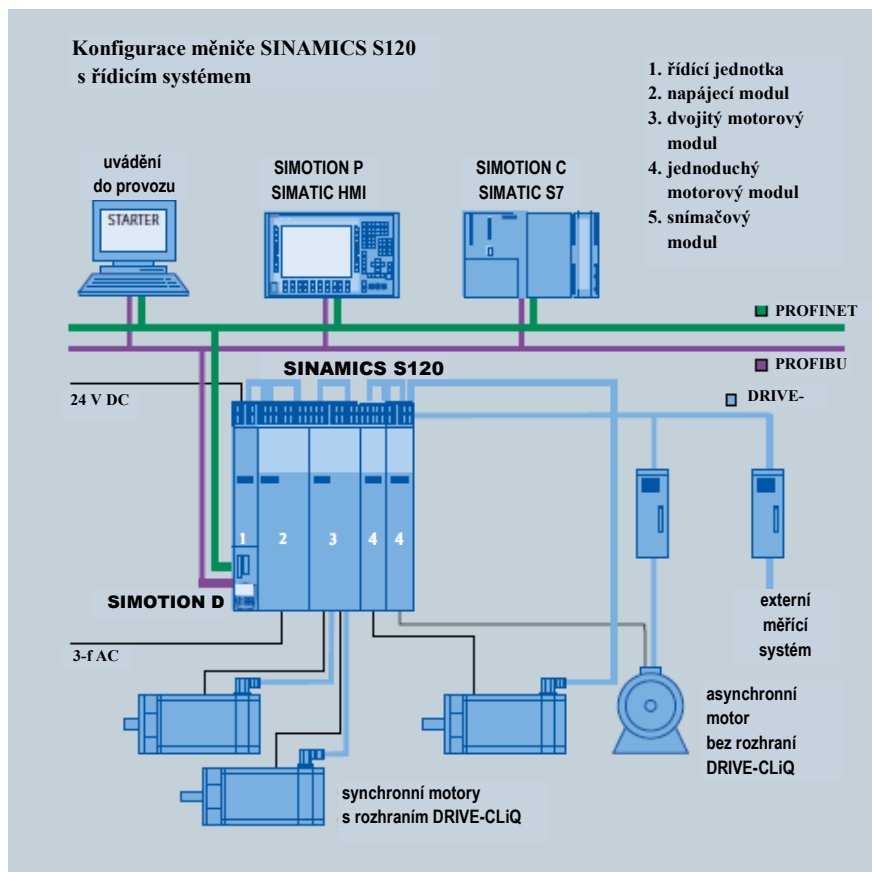 Konfigurace měniče SINAMICS S120
s řídicím systémem
1. řídící jednotka
2. napájecí modul
3. dvojitý motorový
modul
4. jednoduchý
motorový modul
5. snímačový
modul
uvádění
do provozu
SIMOTION P
SIMATIC HMI
SIMOTION C
SIMATIC S7
STARTER
PROFINET
PROFIBU
SINAMICS S120
24 V DC
DRIVE-
1 2 3 4 4
SIMOTION D
3-f AC
externí
měřící
systém
asynchronní
motor
bez rozhraní
DRIVE-CLiQ
synchronní motory
s rozhraním DRIVE-CLiQ